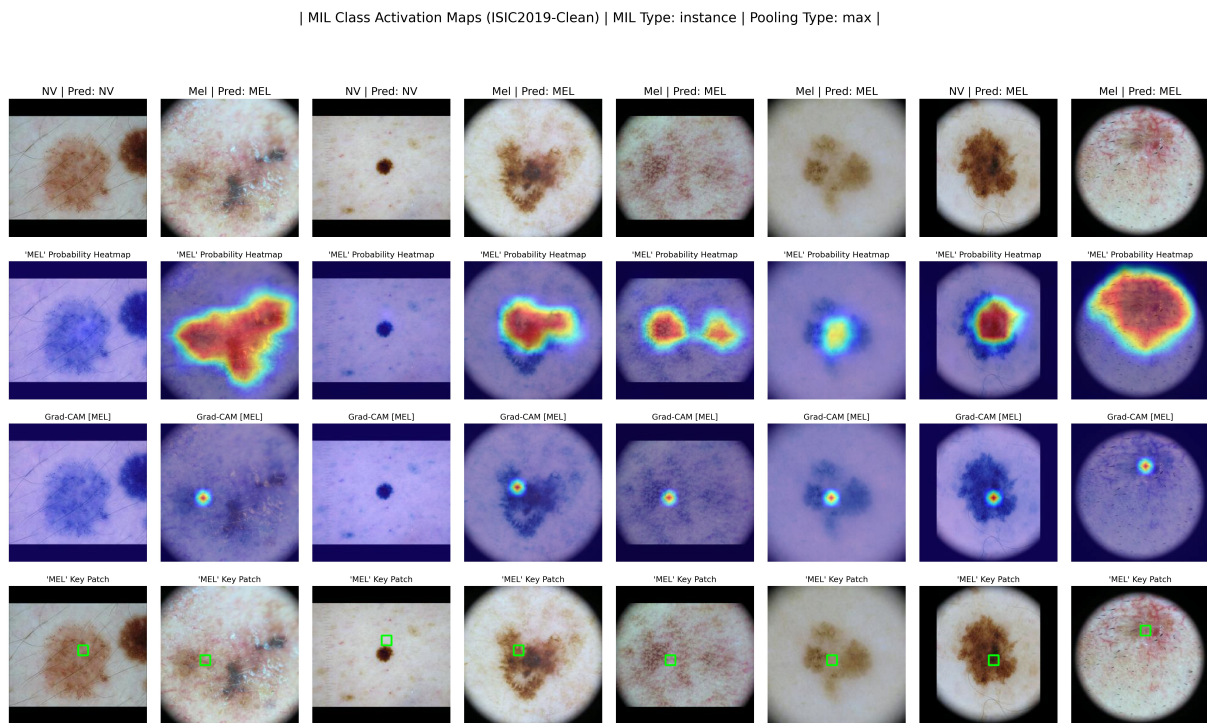 | MIL Class Activation Maps (ISIC2019-Clean) | MIL Type: instance | Pooling Type: max |
NV | Pred: NV
Mel | Pred: MEL
NV | Pred: NV
Mel | Pred: MEL
Mel | Pred: MEL
Mel | Pred: MEL
NV | Pred: MEL
Mel | Pred: MEL
'MEL' Probability Heatmap
'MEL' Probability Heatmap
'MEL' Probability Heatmap
'MEL' Probability Heatmap
'MEL' Probability Heatmap
'MEL' Probability Heatmap
'MEL' Probability Heatmap
'MEL' Probability Heatmap
Grad-CAM [MEL]
Grad-CAM [MEL]
Grad-CAM [MEL]
Grad-CAM [MEL]
Grad-CAM [MEL]
Grad-CAM [MEL]
Grad-CAM [MEL]
Grad-CAM [MEL]
'MEL' Key Patch
'MEL' Key Patch
'MEL' Key Patch
'MEL' Key Patch
'MEL' Key Patch
'MEL' Key Patch
'MEL' Key Patch
'MEL' Key Patch